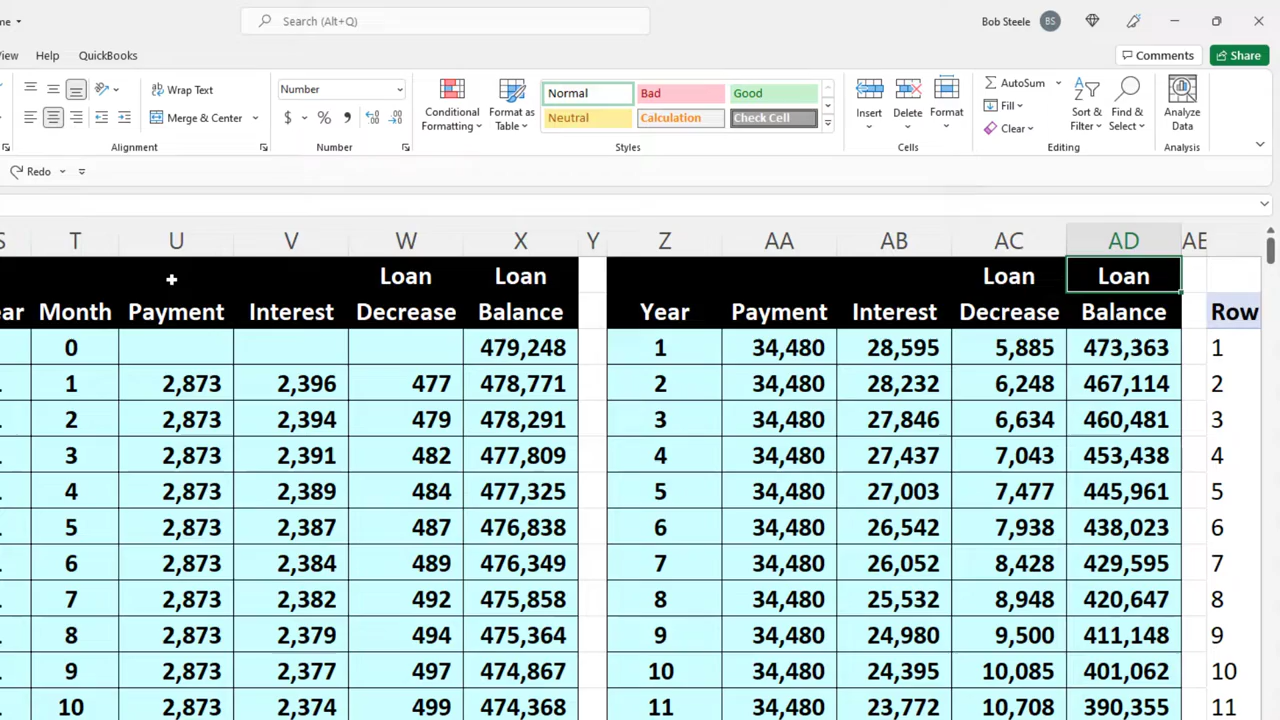 me
Search (Alt+Q)
Bob Steele BS
View Help QuickBooks
Comments Share
Wrap Text Number AutoSum
Merge & Center $ % Conditional Formatting Format as Table Normal Bad Good Insert Delete Format Fill Sort & Filter Find & Select Analyze Data
Neutral Calculation Check Cell Clear
Alignment Number Styles Cells Editing Analysis
Redo
S T U V W X Y Z AA AB AC AD AE
Loan Loan Loan Loan
ar Month Payment Interest Decrease Balance Year Payment Interest Decrease Balance Row
0 479,248 1 34,480 28,595 5,885 473,363 1
1 2,873 2,396 477 478,771 2 34,480 28,232 6,248 467,114 2
2 2,873 2,394 479 478,291 3 34,480 27,846 6,634 460,481 3
3 2,873 2,391 482 477,809 4 34,480 27,437 7,043 453,438 4
4 2,873 2,389 484 477,325 5 34,480 27,003 7,477 445,961 5
5 2,873 2,387 487 476,838 6 34,480 26,542 7,938 438,023 6
6 2,873 2,384 489 476,349 7 34,480 26,052 8,428 429,595 7
7 2,873 2,382 492 475,858 8 34,480 25,532 8,948 420,647 8
8 2,873 2,379 494 475,364 9 34,480 24,980 9,500 411,148 9
9 2,873 2,377 497 474,867 10 34,480 24,395 10,085 401,062 10
10 2,873 2,374 499 474,368 11 34,480 23,772 10,708 390,355 11